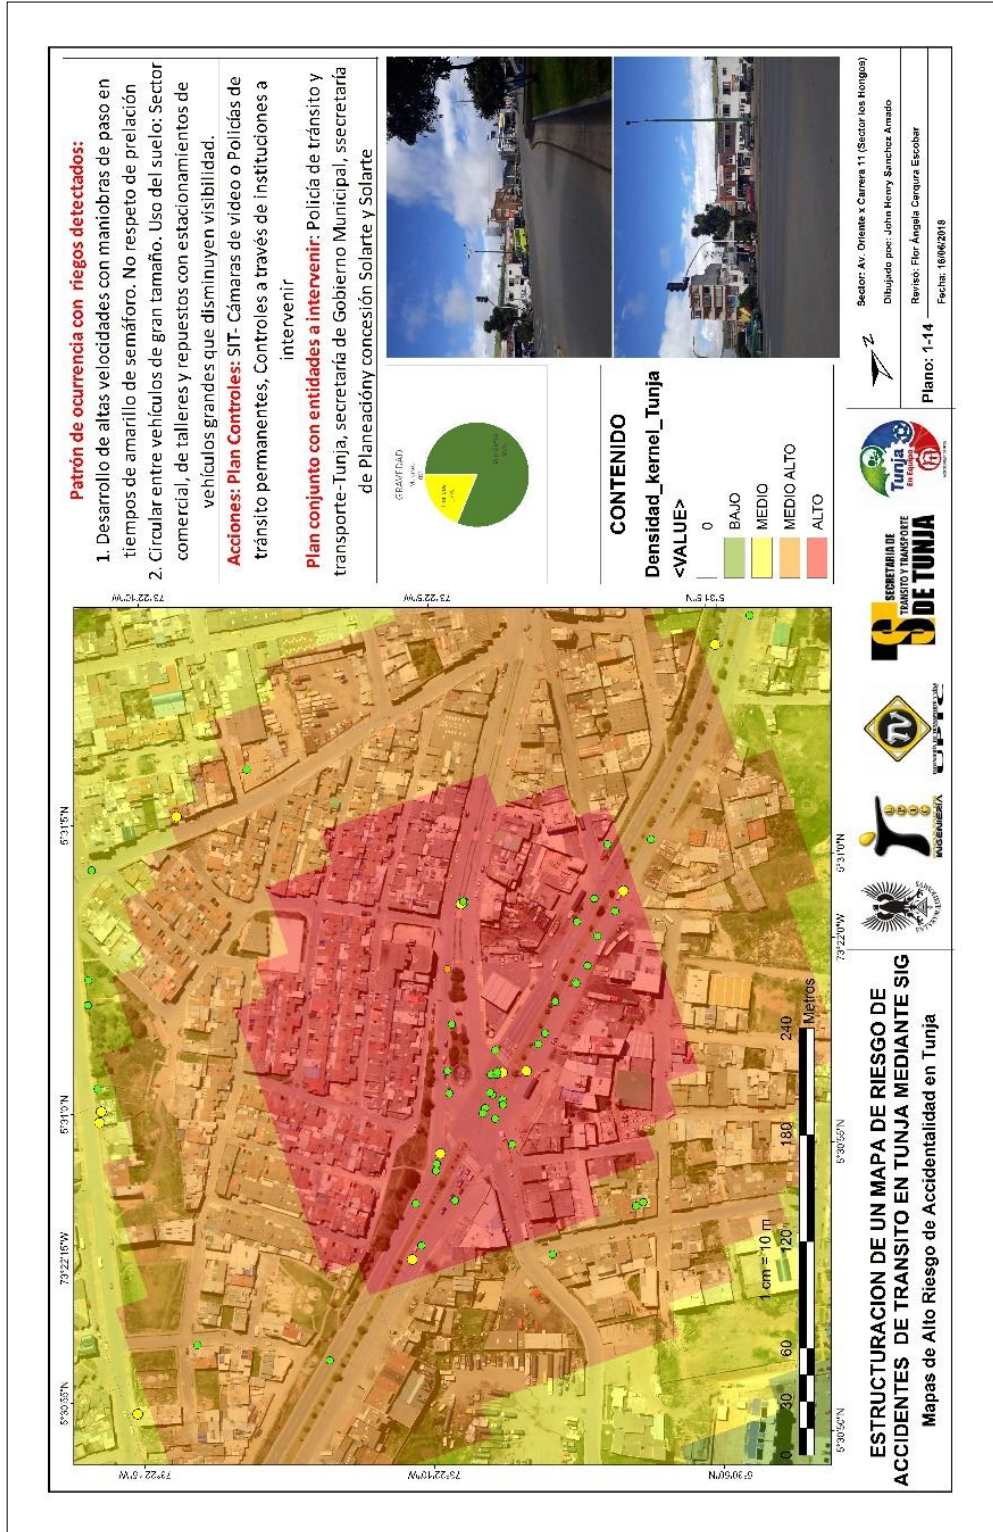 Patrón de ocurrencia con riegos detectados:
1. Desarrollo de altas velocidades con maniobras de paso en
tiempos de amarillo de semáforo. No respeto de prelación
2. Circular entre vehículos de gran tamaño. Uso del suelo: Sector
comercial, de talleres y repuestos con estacionamientos de
vehículos grandes que disminuyen visibilidad.
Acciones: Plan Controles: SIT- Cámaras de video o Policías de
tránsito permanentes, Controles a través de instituciones a
intervenir
Plan conjunto con entidades a intervenir: Policía de tránsito y
transporte-Tunja, secretaría de Gobierno Municipal, ssecretaría
de Planeacióny concesión Solarte y Solarte
GRAVEDAD
CONTENIDO
Densidad_kernel_Tunja
<VALUE>
0
BAJO
MEDIO
MEDIO ALTO
ALTO
5°30'55"N
73°22'15"W
5°31'0"N
5°31'5"N
73°22'15"W
73°22'10"W
5°30'50"N
73°22'10"W
73°22'5"W
5°31'5"N
5°30'50"N
5°30'55"N
73°22'0"W
5°31'0"N
1 cm = 10 m
0 30 60 120 180 240
Metros
ESTRUCTURACION DE UN MAPA DE RIESGO DE
ACCIDENTES DE TRANSITO EN TUNJA MEDIANTE SIG
Mapas de Alto Riesgo de Accidentalidad en Tunja
INGENIERÍA
TV
UPTC
SECRETARIA DE
TRANSITO Y TRANSPORTE
DE TUNJA
Tunja
En Equipo
Z
Plano: 1-14
Sector: Av. Oriente x Carrera 11 (Sector los Hongos)
Dibujado por: John Henry Sanchez Amado
Revisó: Flor Ángela Cerqura Escobar
Fecha: 16/06/2018